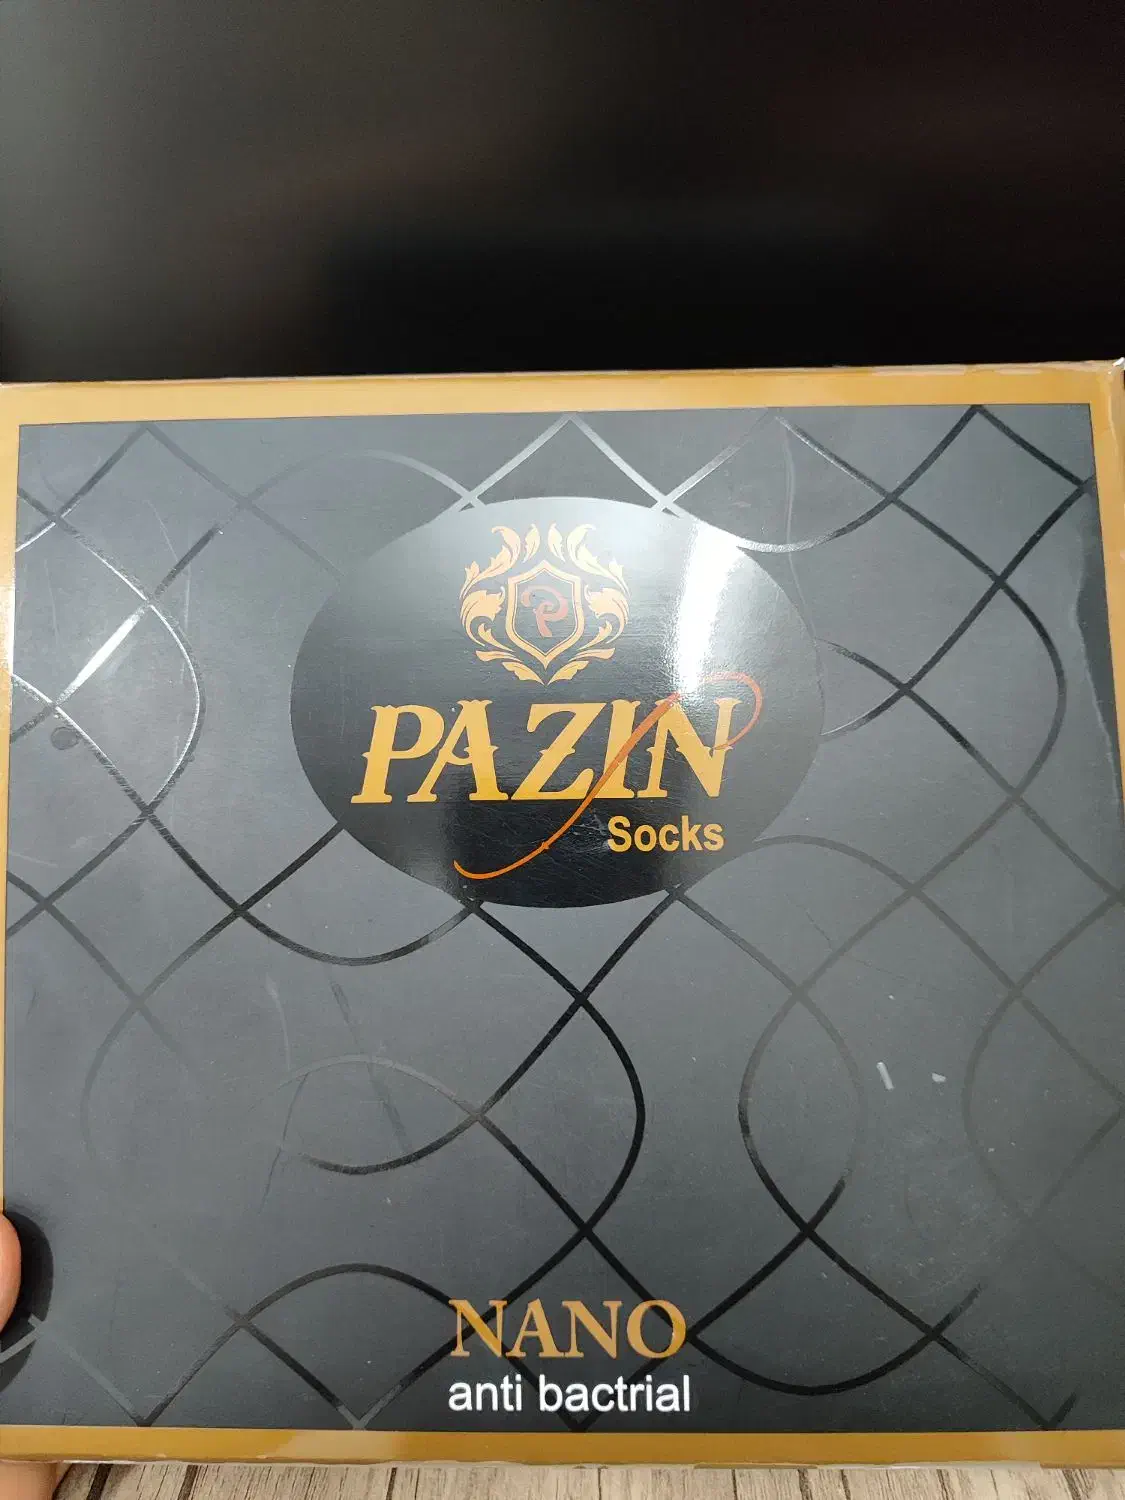 P
PAZIN
Socks
NANO
anti bactrial